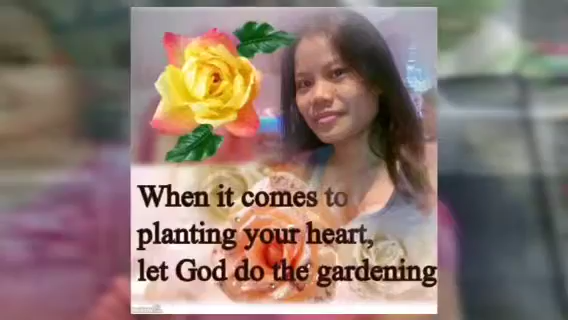 When it comes to
planting your heart,
let God do the gardening